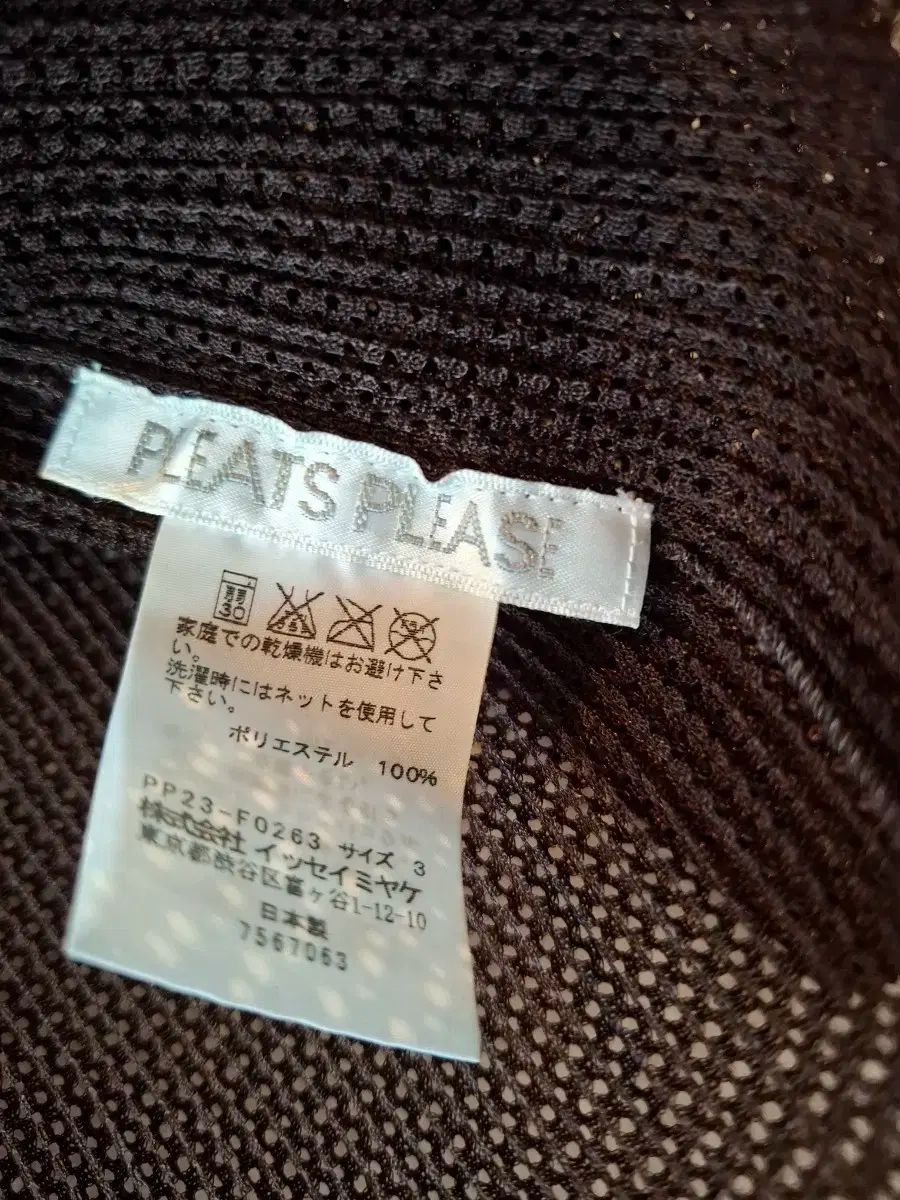 PLEATS PLEASE
30
家庭での乾燥機はお避け下さ
い。
洗濯時にはネットを使用して
下さい。
ポリエステル 100%
PP23-F0263 サイズ 3
株式会社 イッセイミヤケ
東京都渋谷区富ヶ谷1-12-10
日本製
7567063